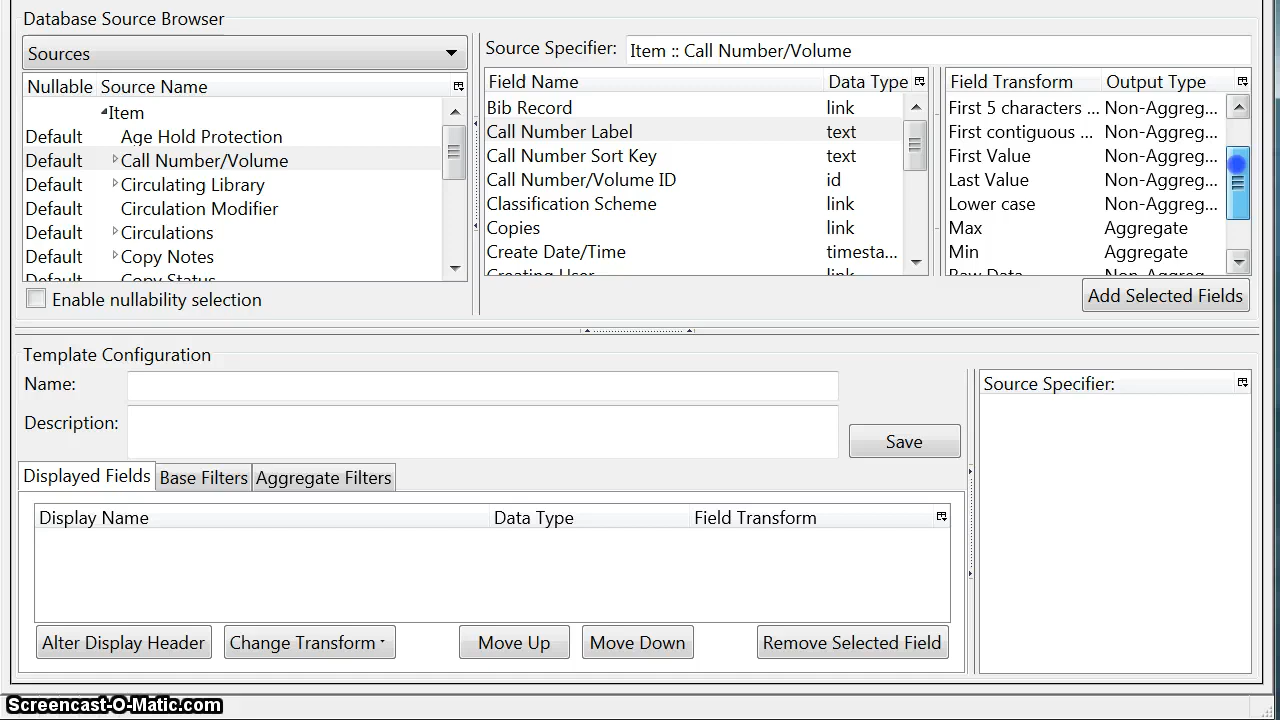 Database Source Browser
Sources
Nullable Source Name
Item
Default Age Hold Protection
Default Call Number/Volume
Default Circulating Library
Default Circulation Modifier
Default Circulations
Default Copy Notes
Default Copy Status
Enable nullability selection
Source Specifier: Item :: Call Number/Volume
Field Name Data Type
Bib Record link
Call Number Label text
Call Number Sort Key text
Call Number/Volume ID id
Classification Scheme link
Copies link
Create Date/Time timesta...
Creating User link
Field Transform Output Type
First 5 characters ... Non-Aggreg...
First contiguous ... Non-Aggreg...
First Value Non-Aggreg...
Last Value Non-Aggreg...
Lower case Non-Aggreg...
Max Aggregate
Min Aggregate
Raw Data Non-Aggreg...
Add Selected Fields
Template Configuration
Name:
Description:
Save
Source Specifier:
Displayed Fields Base Filters Aggregate Filters
Display Name Data Type Field Transform
Alter Display Header Change Transform Move Up Move Down Remove Selected Field
Screencast-O-Matic.com